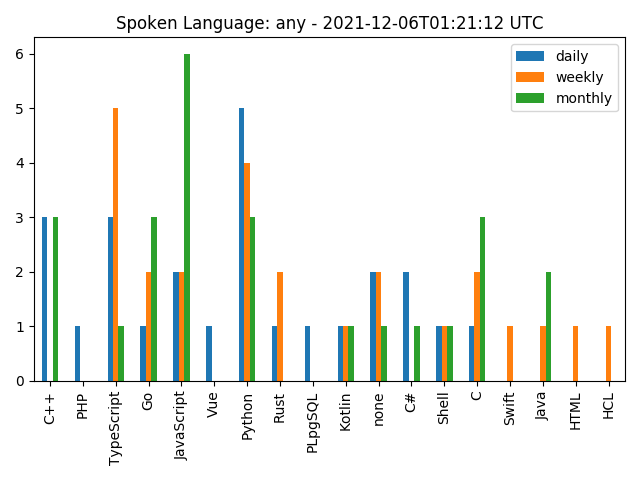 Spoken Language: any - 2021-12-06T01:21:12 UTC
daily
weekly
monthly
6
5
4
3
2
1
0
C++
PHP
TypeScript
Go
JavaScript
Vue
Python
Rust
PLpgSQL
Kotlin
none
C#
Shell
C
Swift
Java
HTML
HCL